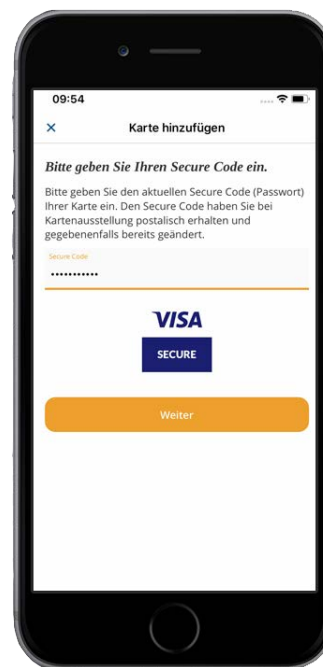 09:54
Karte hinzufügen
Bitte geben Sie Ihren Secure Code ein.
Bitte geben Sie den aktuellen Secure Code (Passwort)
Ihrer Karte ein. Den Secure Code haben Sie bei
Kartenausstellung postalisch erhalten und
gegebenenfalls bereits geändert.
Secure Code
•••••••••••
VISA
SECURE
Weiter